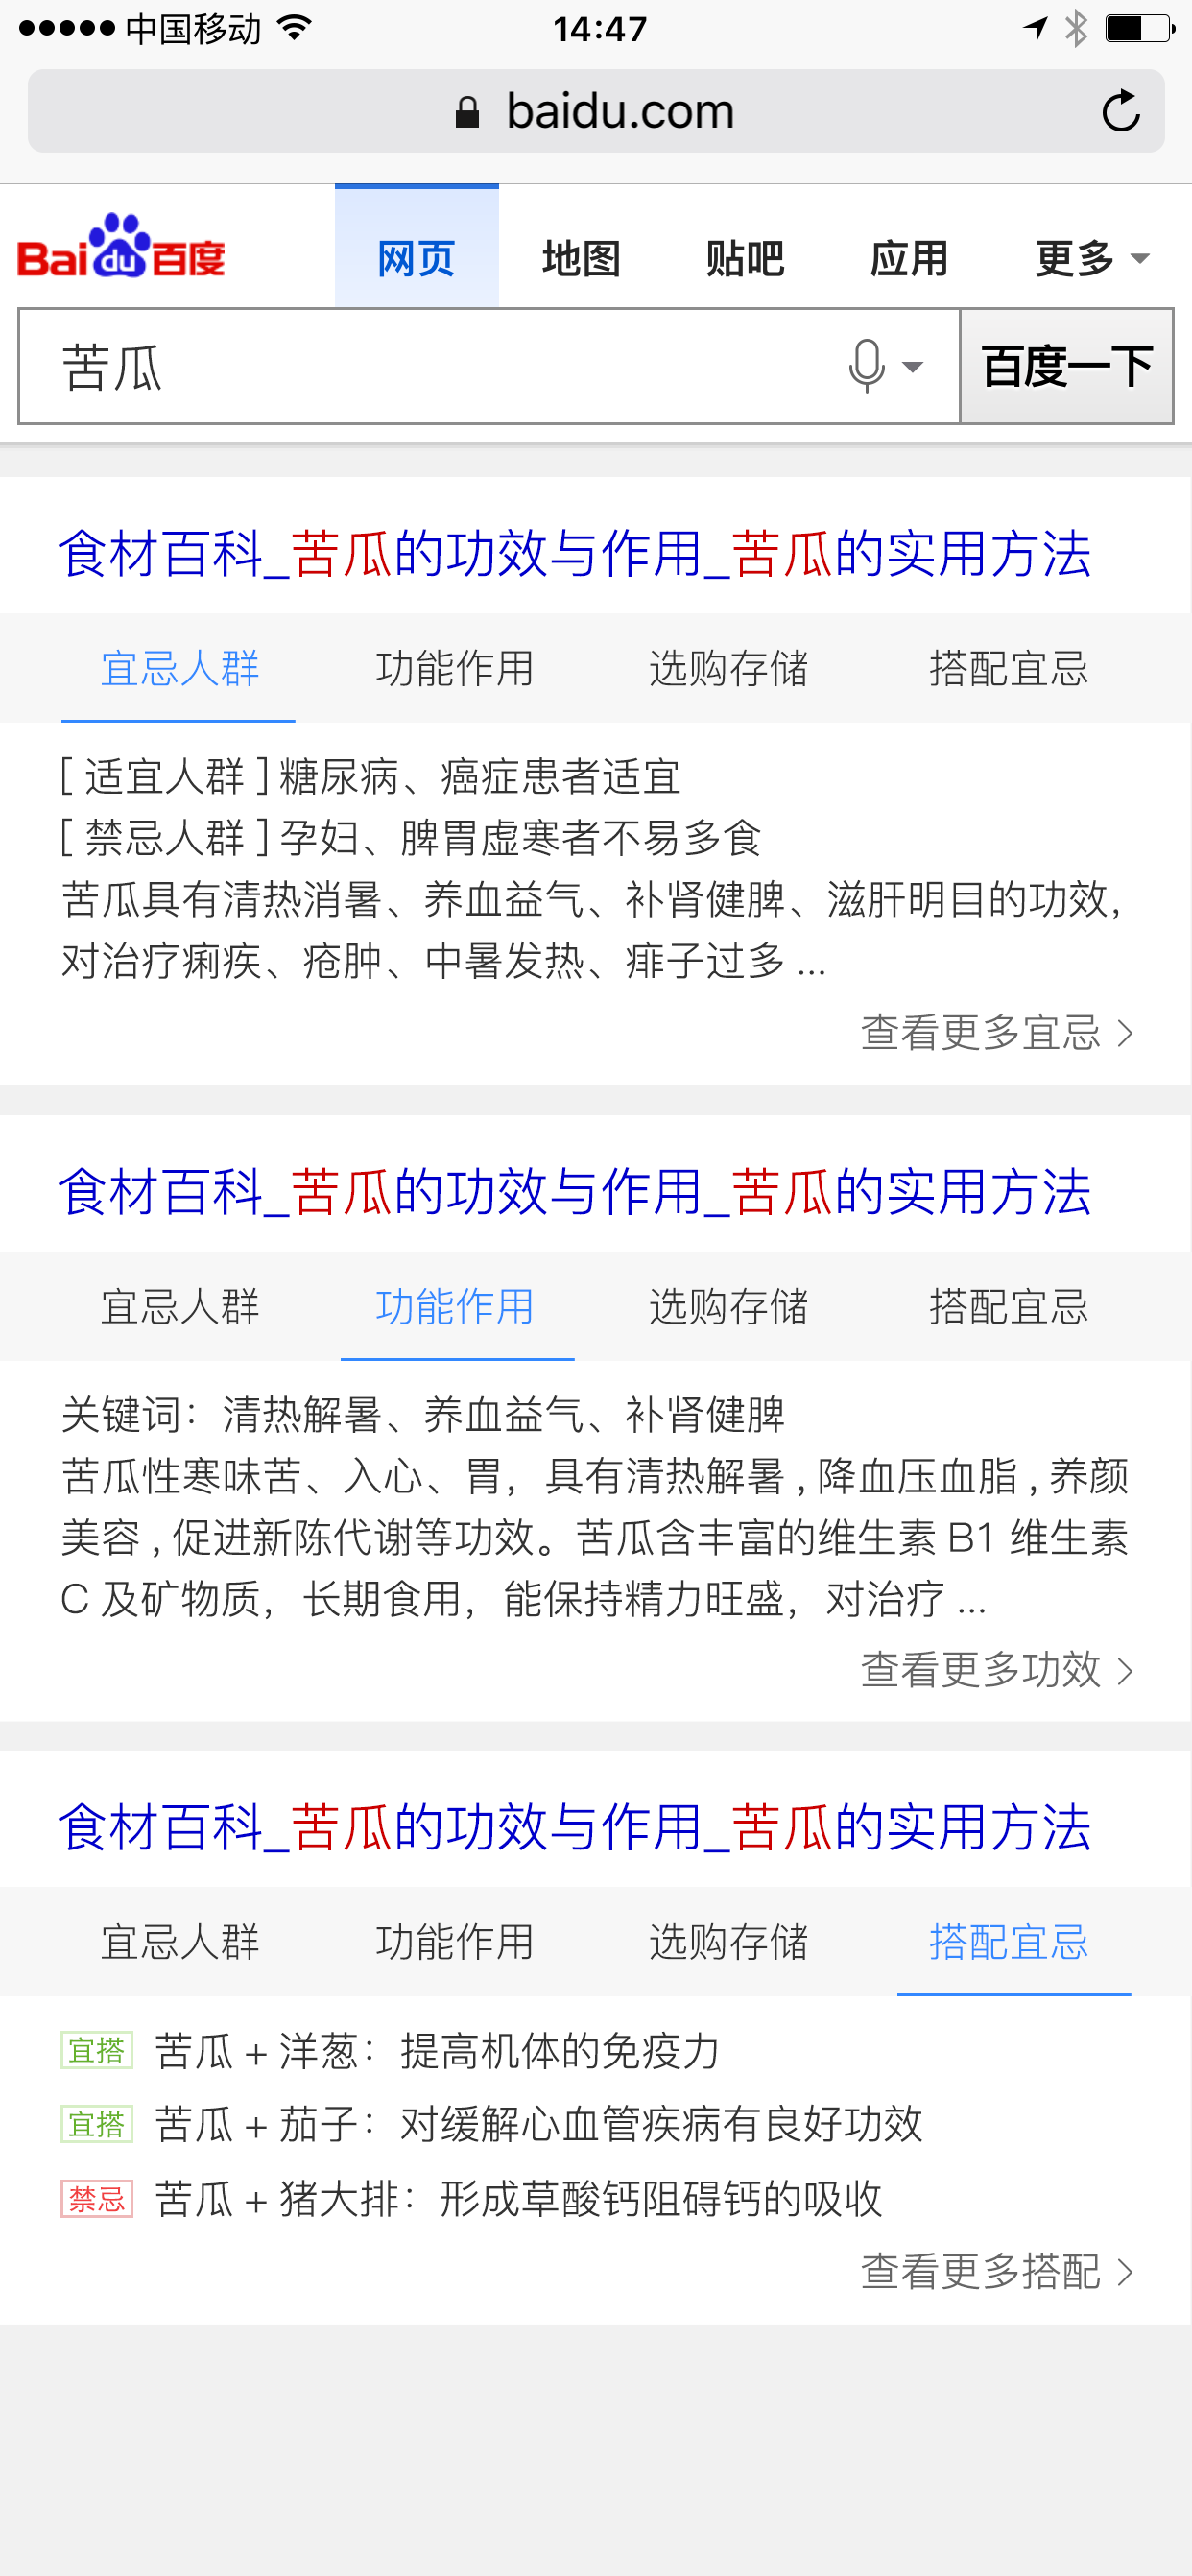 中国移动 14:47
baidu.com
Bai du 百度 网页 地图 贴吧 应用 更多
苦瓜 百度一下
食材百科_苦瓜的功效与作用_苦瓜的实用方法
宜忌人群 功能作用 选购存储 搭配宜忌
[ 适宜人群 ] 糖尿病、癌症患者适宜
[ 禁忌人群 ] 孕妇、脾胃虚寒者不易多食
苦瓜具有清热消暑、养血益气、补肾健脾、滋肝明目的功效，
对治疗痢疾、疮肿、中暑发热、痱子过多 ...
查看更多宜忌 >
食材百科_苦瓜的功效与作用_苦瓜的实用方法
宜忌人群 功能作用 选购存储 搭配宜忌
关键词：清热解暑、养血益气、补肾健脾
苦瓜性寒味苦、入心、胃，具有清热解暑 , 降血压血脂 , 养颜
美容 , 促进新陈代谢等功效。苦瓜含丰富的维生素 B1 维生素
C 及矿物质，长期食用，能保持精力旺盛，对治疗 ...
查看更多功效 >
食材百科_苦瓜的功效与作用_苦瓜的实用方法
宜忌人群 功能作用 选购存储 搭配宜忌
宜搭 苦瓜 + 洋葱：提高机体的免疫力
宜搭 苦瓜 + 茄子：对缓解心血管疾病有良好功效
禁忌 苦瓜 + 猪大排：形成草酸钙阻碍钙的吸收
查看更多搭配 >